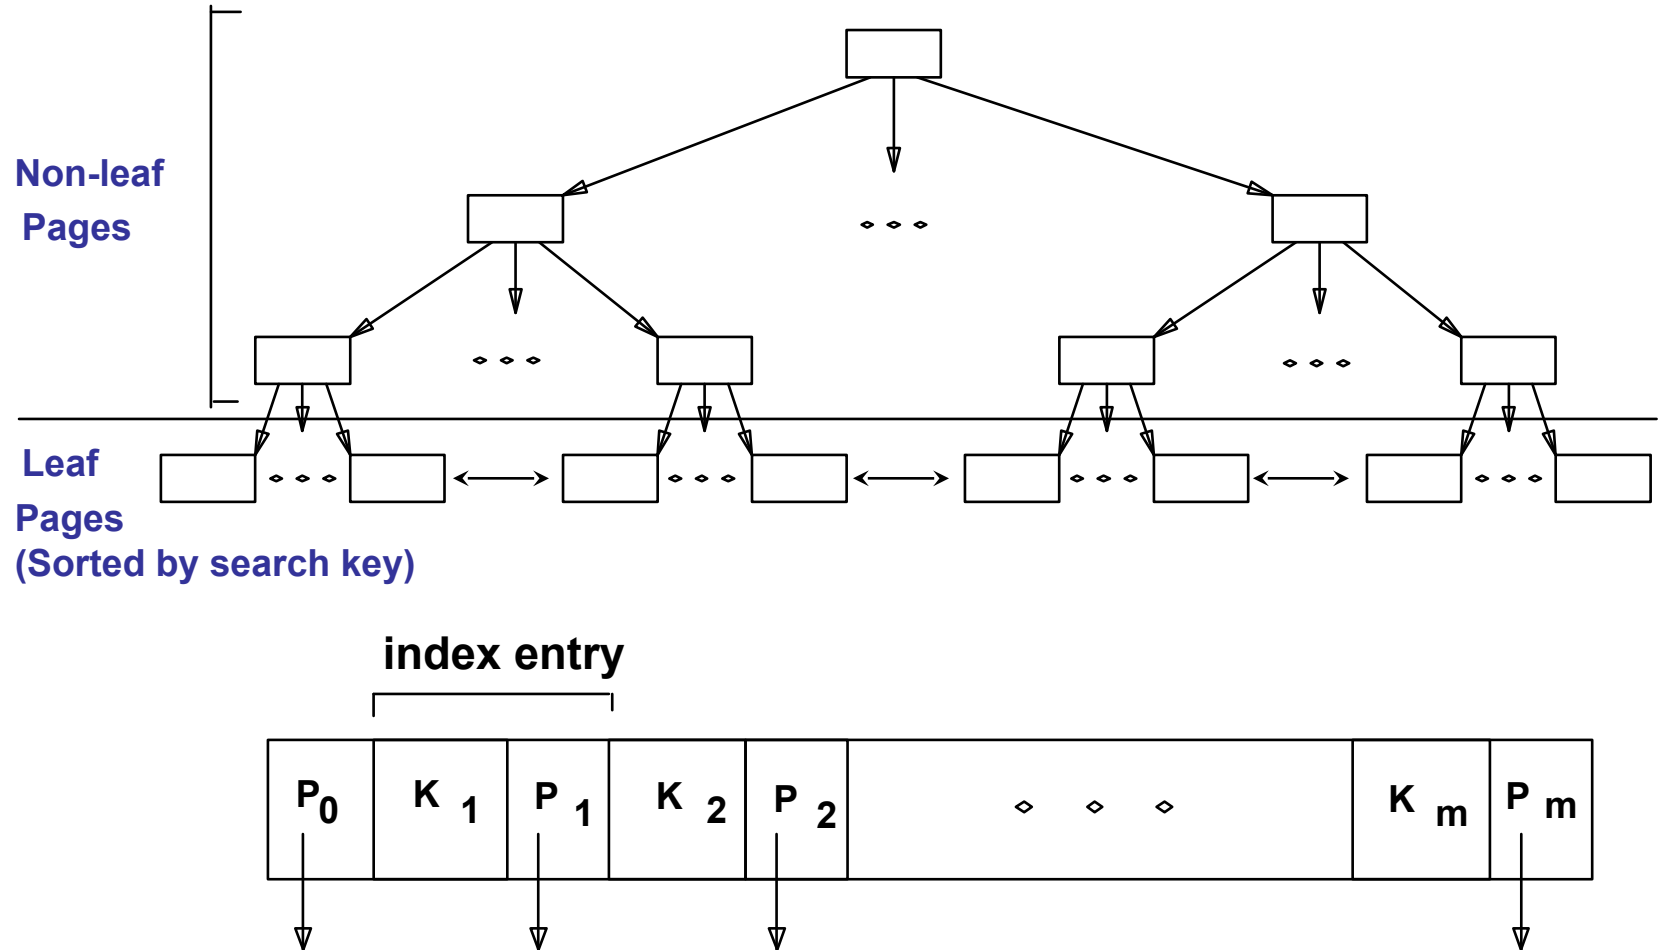 Non-leaf
Pages
Leaf
Pages
(Sorted by search key)
index entry
P0 K 1 P 1 K 2 P 2 K m P m